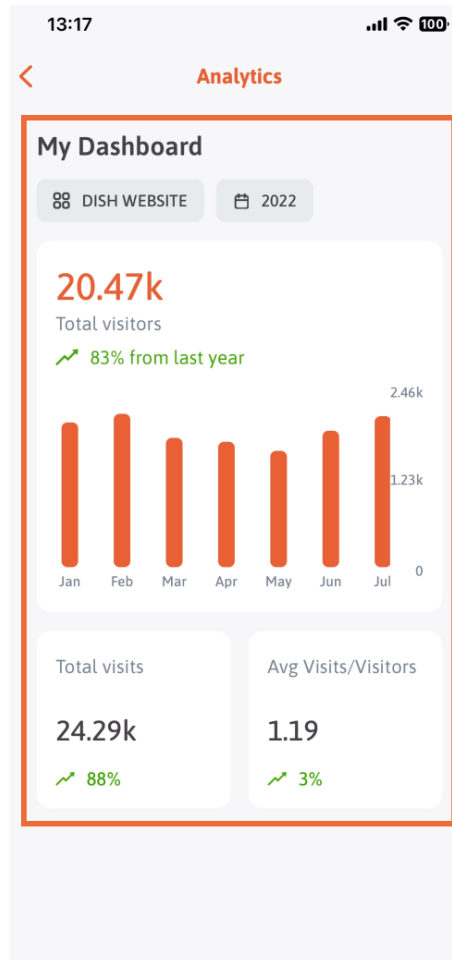 13:17 100
Analytics
My Dashboard
DISH WEBSITE 2022
20.47k
Total visitors
83% from last year
2.46k
1.23k
0
Jan Feb Mar Apr May Jun Jul
Total visits Avg Visits/Visitors
24.29k 1.19
88% 3%